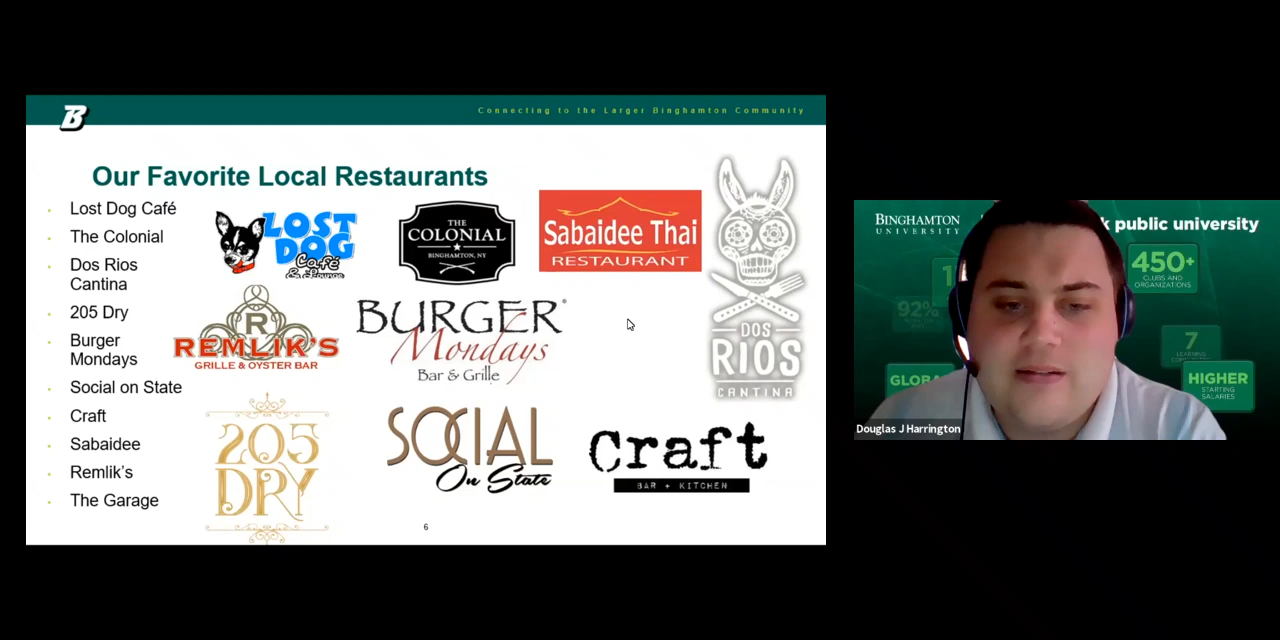 B
Connecting to the Larger Binghamton Community
Our Favorite Local Restaurants
Lost Dog Café
The Colonial
Dos Rios
Cantina
205 Dry
Burger
Mondays
Social on State
Craft
Sabaidee
Remlik's
The Garage
LOST
DOG
Café
& Lounge
THE
COLONIAL
BINGHAMTON, NY
Sabaidee Thai
RESTAURANT
DOS
RIOS
CANTINA
R
REMLIK'S
GRILLE & OYSTER BAR
BURGER
Mondays
Bar & Grille
205
DRY
SOCIAL
On State
Craft
BAR + KITCHEN
6
BINGHAMTON
UNIVERSITY
k public university
450+
CLUBS AND
ORGANIZATIONS
92%
7
LEARNING
GLOBA
HIGHER
STARTING
SALARIES
Douglas J Harrington